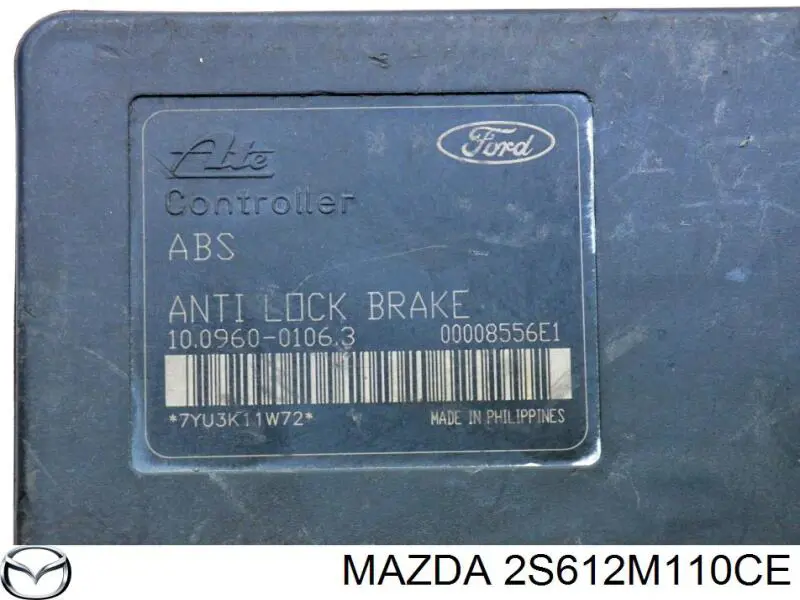 Ate
Ford
Controller
ABS
ANTI LOCK BRAKE
10.0960-0106.3 00008556E1
*7YU3K11W72* MADE IN PHILIPPINES
MAZDA 2S612M110CE